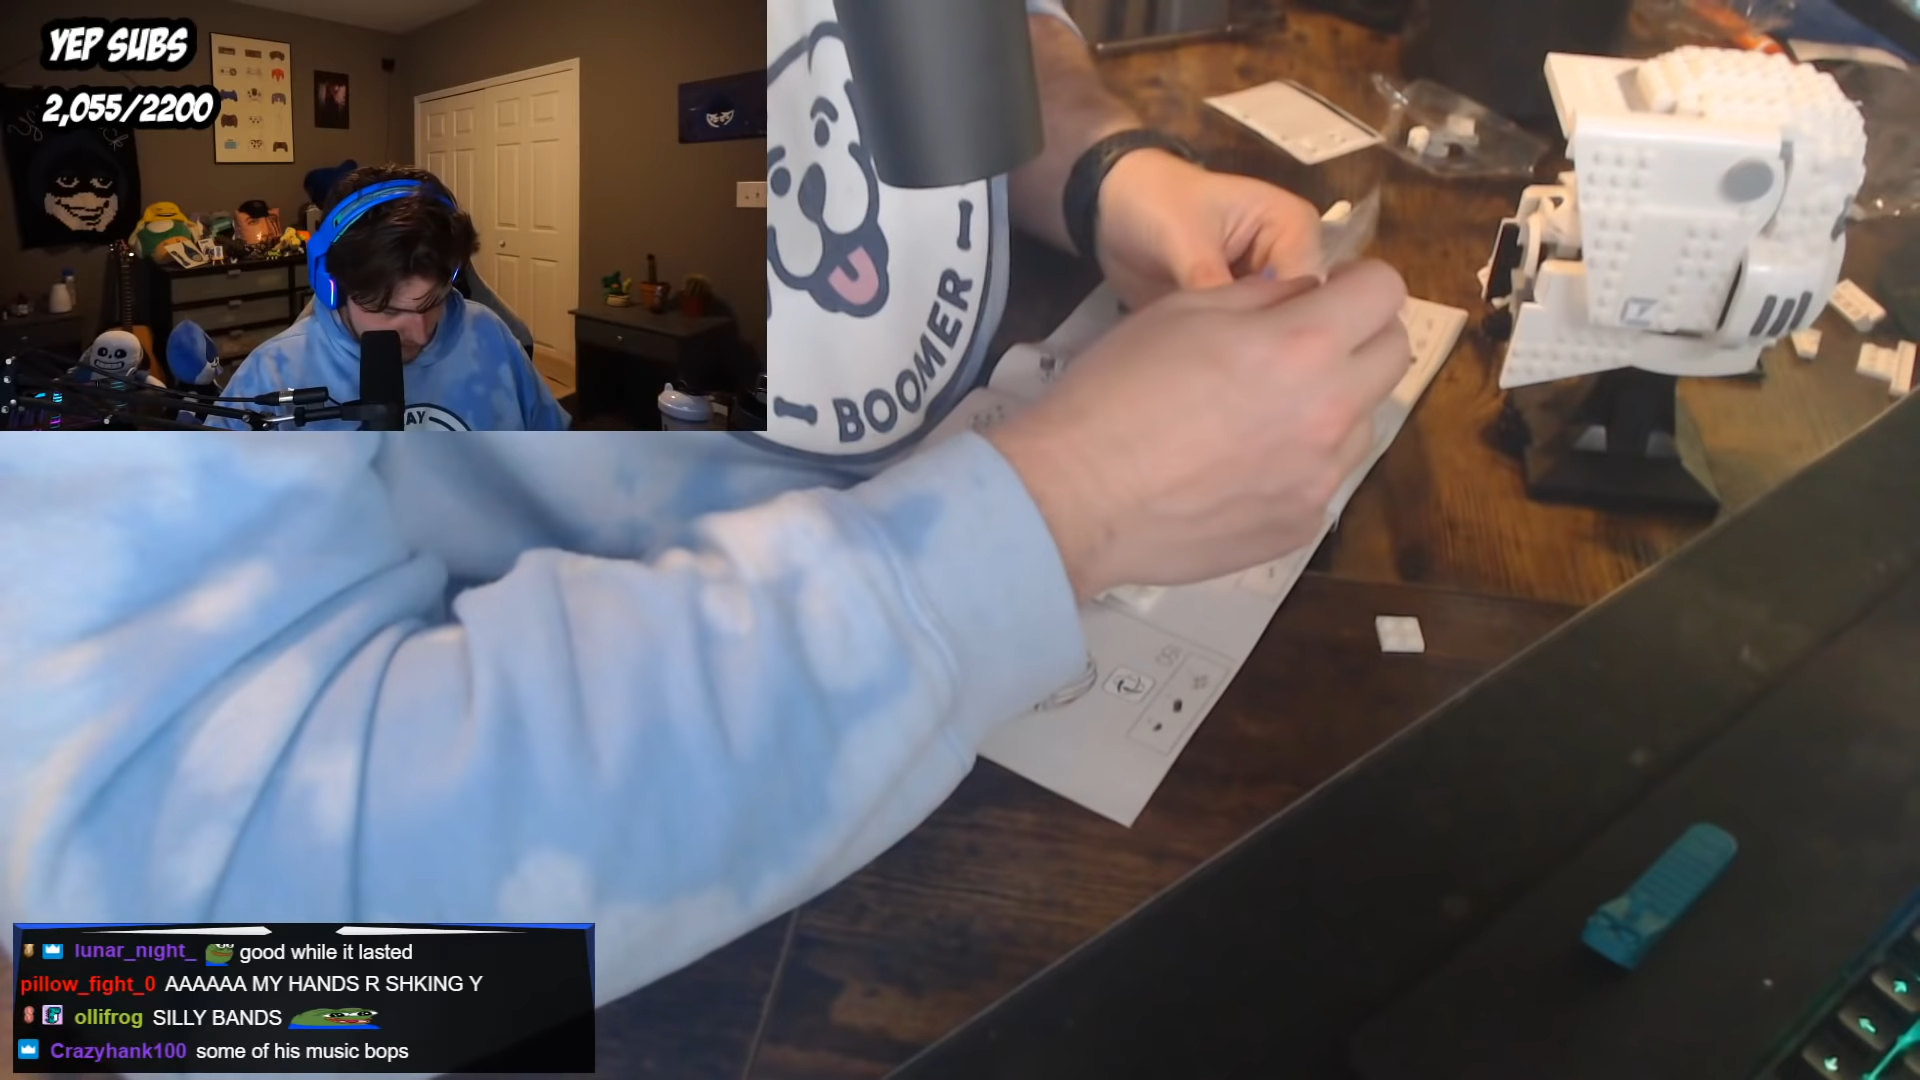 YEP SUBS
2,055/2200
BOOMER
AY
lunar_night_ good while it lasted
pillow_fight_0 AAAAAA MY HANDS R SHKING Y
ollifrog SILLY BANDS
Crazyhank100 some of his music bops